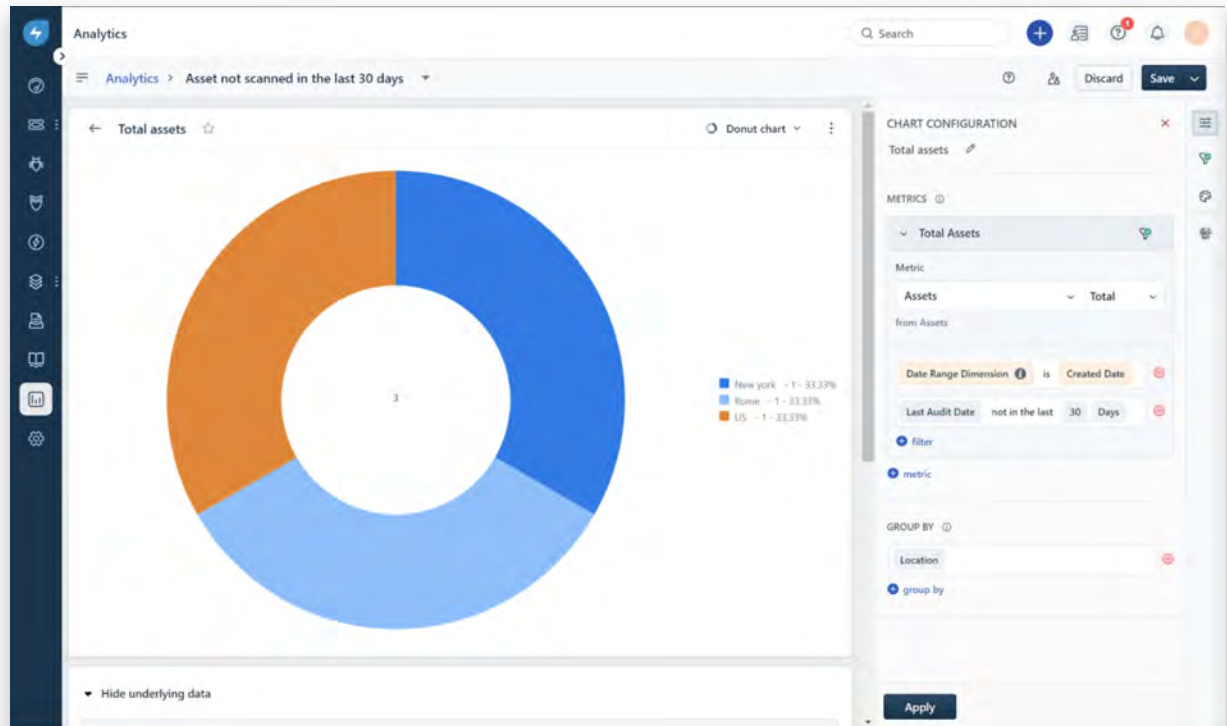 Analytics
Search
1
Analytics > Asset not scanned in the last 30 days
Discard
Save
Total assets
Donut chart
3
New york - 1 - 33.33%
Rome - 1 - 33.33%
US - 1 - 33.33%
Hide underlying data
CHART CONFIGURATION
Total assets
METRICS
Total Assets
Metric
Assets
Total
from Assets
Date Range Dimension is Created Date
Last Audit Date not in the last 30 Days
filter
metric
GROUP BY
Location
group by
Apply